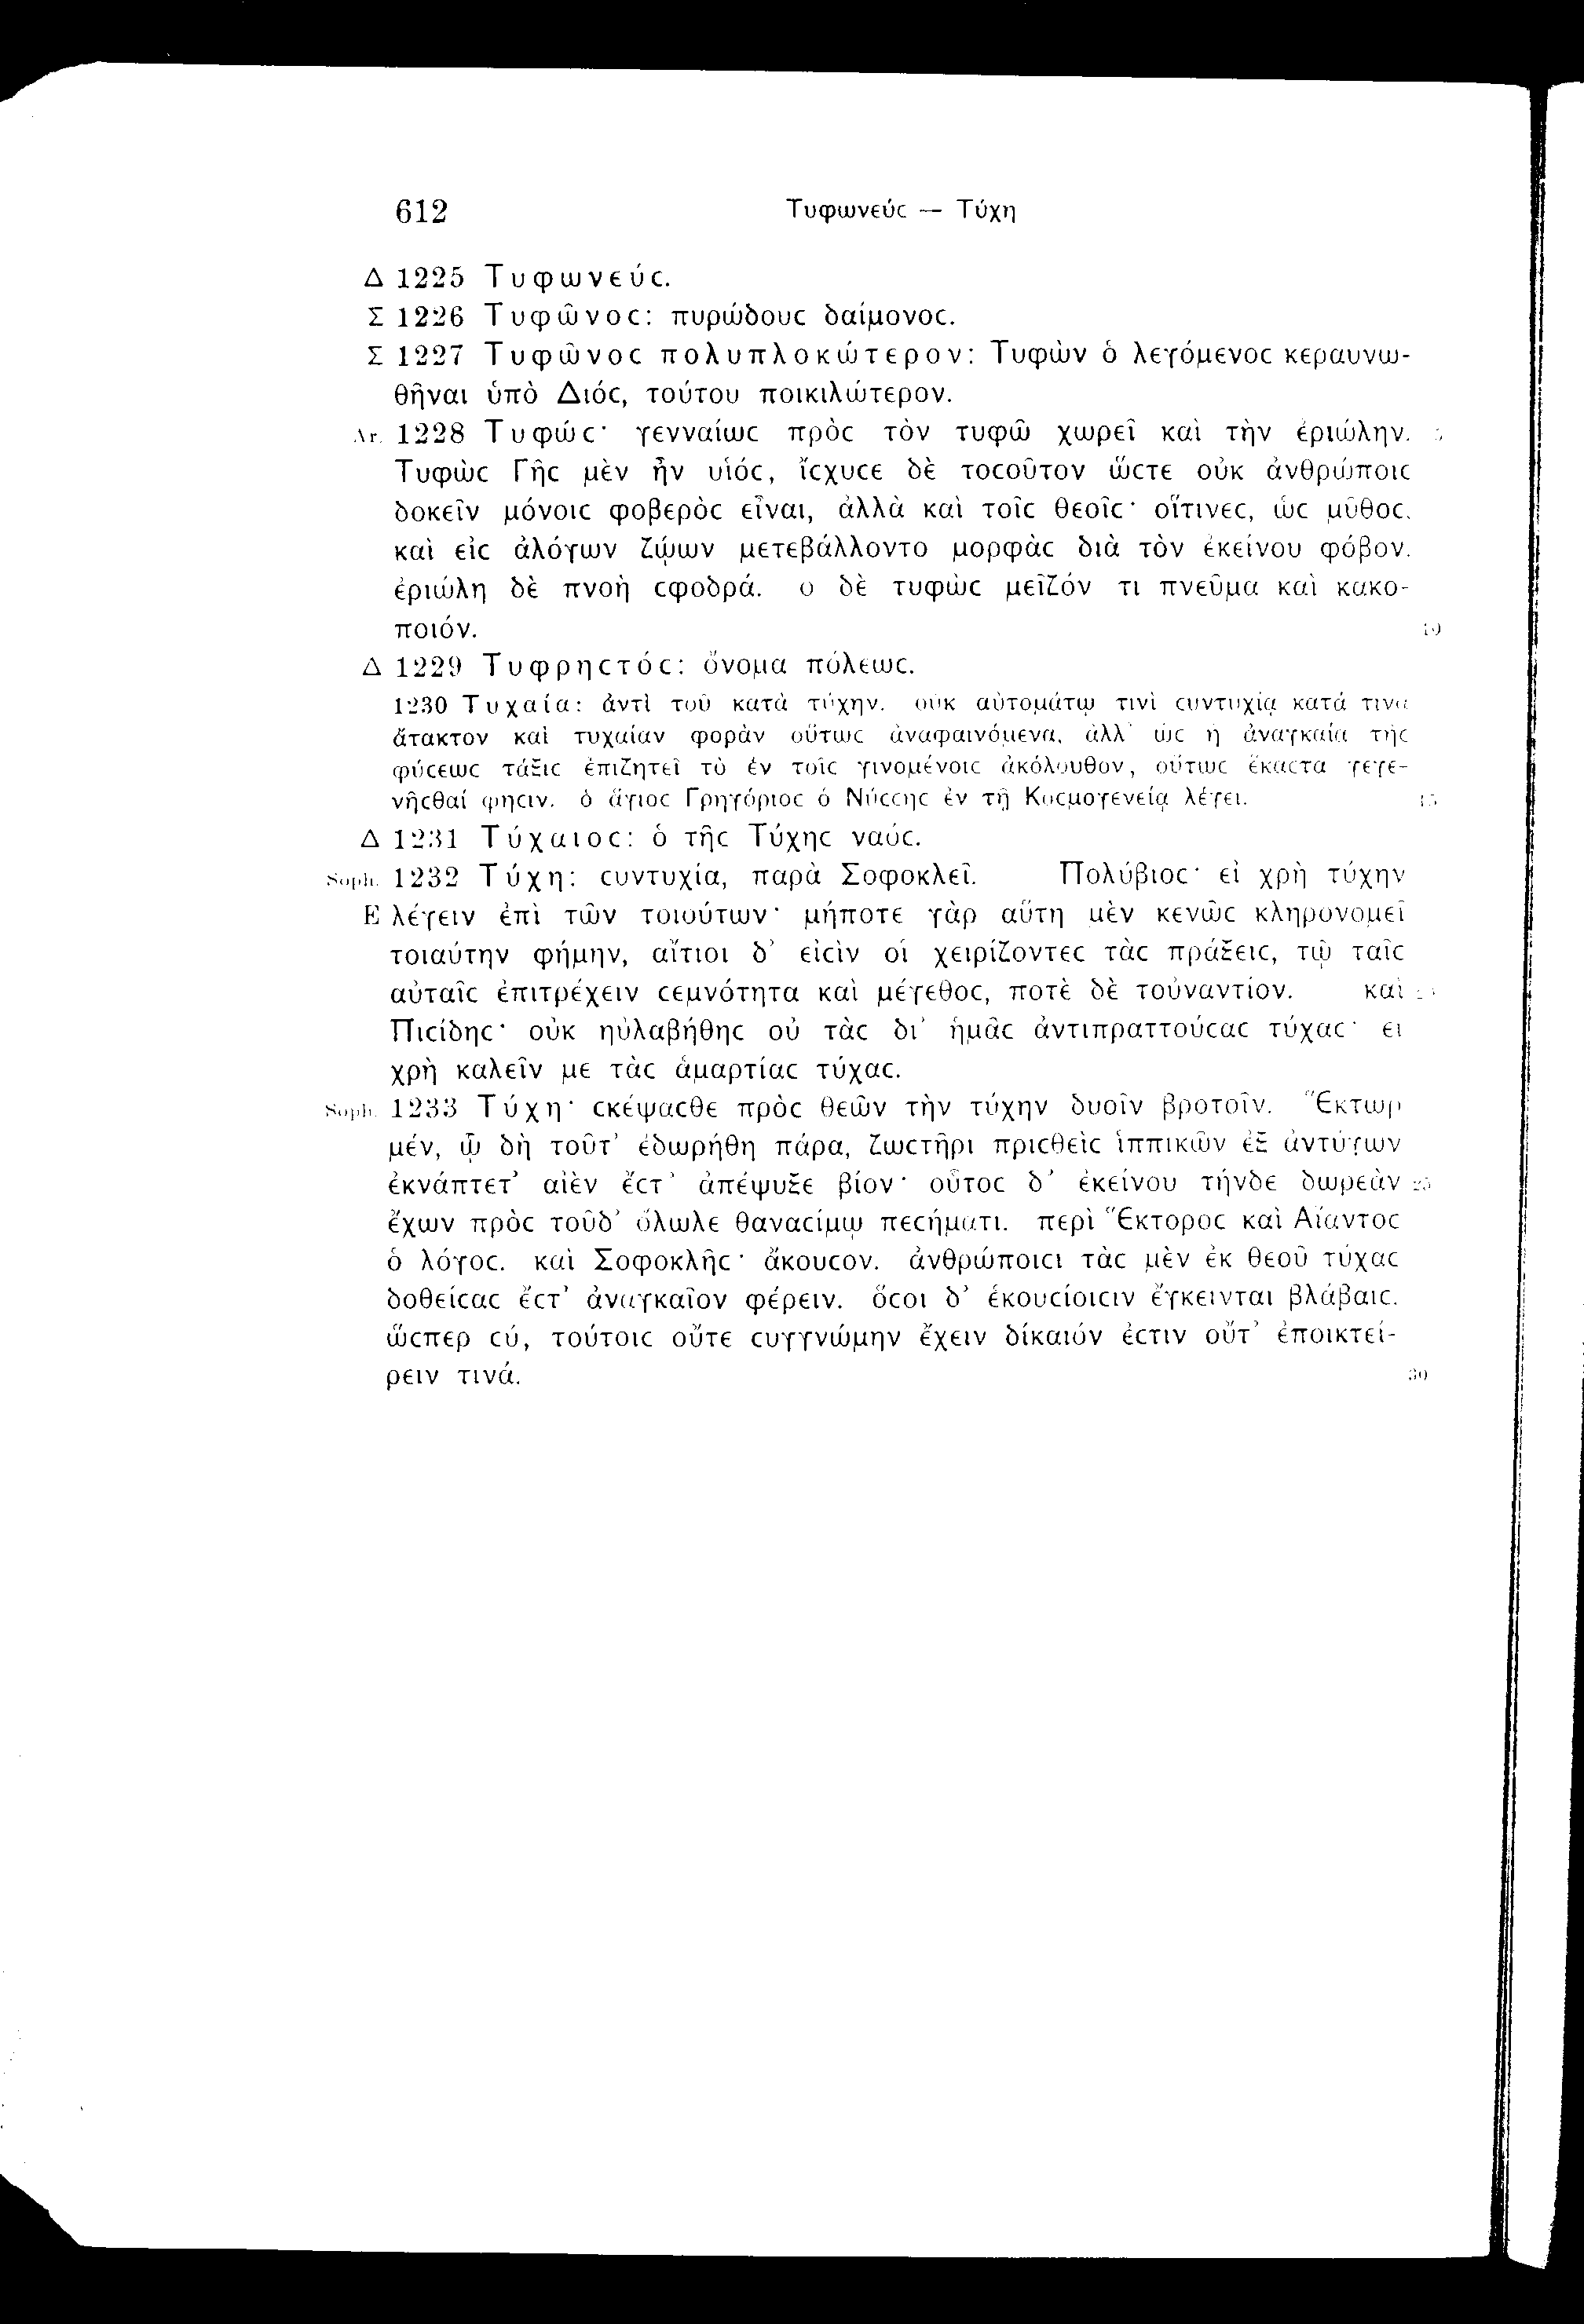 612 Τυφωνεύϲ — Τύχη
Δ 1225 Τυφωνεύϲ.
Σ 1226 Τυφῶνοϲ: πυρώδουϲ δαίμονοϲ.
Σ 1227 Τυφῶνοϲ πολυπλοκώτερον: Τυφὼν ὁ λεγόμενοϲ κεραυνω-
θῆναι ὑπὸ Διόϲ, τούτου ποικιλώτερον.
Ar. 1228 Τυφώϲ· γενναίωϲ πρὸϲ τὸν τυφῶ χωρεῖ καὶ τὴν ἐριώλην. 5
Τυφὼϲ Γῆϲ μὲν ἦν υἱόϲ, ἴϲχυϲε δὲ τοϲοῦτον ὥϲτε οὐκ ἀνθρώποιϲ
δοκεῖν μόνοιϲ φοβερὸϲ εἶναι, ἀλλὰ καὶ τοῖϲ θεοῖϲ· οἵτινεϲ, ὡϲ μῦθοϲ,
καὶ εἰϲ ἀλόγων ζῴων μετεβάλλοντο μορφὰϲ διὰ τὸν ἐκείνου φόβον.
ἐριώλη δὲ πνοὴ ϲφοδρά. ὁ δὲ τυφὼϲ μεῖζόν τι πνεῦμα καὶ κακο-
ποιόν. 10
Δ 1229 Τυφρηϲτόϲ: ὄνομα πόλεωϲ.
1230 Τυχαία: ἀντὶ τοῦ κατὰ τύχην. οὐκ αὐτομάτῳ τινὶ ϲυντυχίᾳ κατά τινα
ἄτακτον καὶ τυχαίαν φορὰν οὕτωϲ ἀναφαινόμενα, ἀλλ' ὡϲ ἡ ἀναγκαία τῆϲ
φύϲεωϲ τάξιϲ ἐπιζητεῖ τὸ ἐν τοῖϲ γινομένοιϲ ἀκόλουθον, οὕτωϲ ἕκαϲτα γεγε-
νῆϲθαί φηϲιν. ὁ ἅγιοϲ Γρηγόριοϲ ὁ Νύϲϲηϲ ἐν τῇ Κοϲμογενείᾳ λέγει. 15
Δ 1231 Τύχαιοϲ: ὁ τῆϲ Τύχηϲ ναόϲ.
Soph. 1232 Τύχη: ϲυντυχία, παρὰ Σοφοκλεῖ. Πολύβιοϲ· εἰ χρὴ τύχην
E λέγειν ἐπὶ τῶν τοιούτων· μήποτε γὰρ αὕτη μὲν κενῶϲ κληρονομεῖ
τοιαύτην φήμην, αἴτιοι δ' εἰϲὶν οἱ χειρίζοντεϲ τὰϲ πράξειϲ, τῷ ταῖϲ
αὐταῖϲ ἐπιτρέχειν ϲεμνότητα καὶ μέγεθοϲ, ποτὲ δὲ τοὐναντίον. καὶ 20
Πιϲίδηϲ· οὐκ ηὐλαβήθηϲ οὐ τὰϲ δι' ἡμᾶϲ ἀντιπραττούϲαϲ τύχαϲ· εἰ
χρὴ καλεῖν με τὰϲ ἁμαρτίαϲ τύχαϲ.
Soph. 1233 Τύχη· ϲκέψαϲθε πρὸϲ θεῶν τὴν τύχην δυοῖν βροτοῖν. Ἕκτωρ
μέν, ᾧ δὴ τοῦτ' ἐδωρήθη πάρα, ζωϲτῆρι πριϲθεὶϲ ἱππικῶν ἐξ ἀντύγων
ἐκνάπτετ' αἰὲν ἔϲτ' ἀπέψυξε βίον· οὗτοϲ δ' ἐκείνου τήνδε δωρεὰν 25
ἔχων πρὸϲ τοῦδ' ὄλωλε θαναϲίμῳ πεϲήματι. περὶ Ἕκτοροϲ καὶ Αἴαντοϲ
ὁ λόγοϲ. καὶ Σοφοκλῆϲ· ἄκουϲον. ἀνθρώποιϲι τὰϲ μὲν ἐκ θεοῦ τύχαϲ
δοθείϲαϲ ἔϲτ' ἀναγκαῖον φέρειν. ὅϲοι δ' ἑκουϲίοιϲιν ἔγκεινται βλάβαιϲ,
ὥϲπερ ϲύ, τούτοιϲ οὔτε ϲυγγνώμην ἔχειν δίκαιόν ἐϲτιν οὔτ' ἐποικτεί-
ρειν τινά. 30